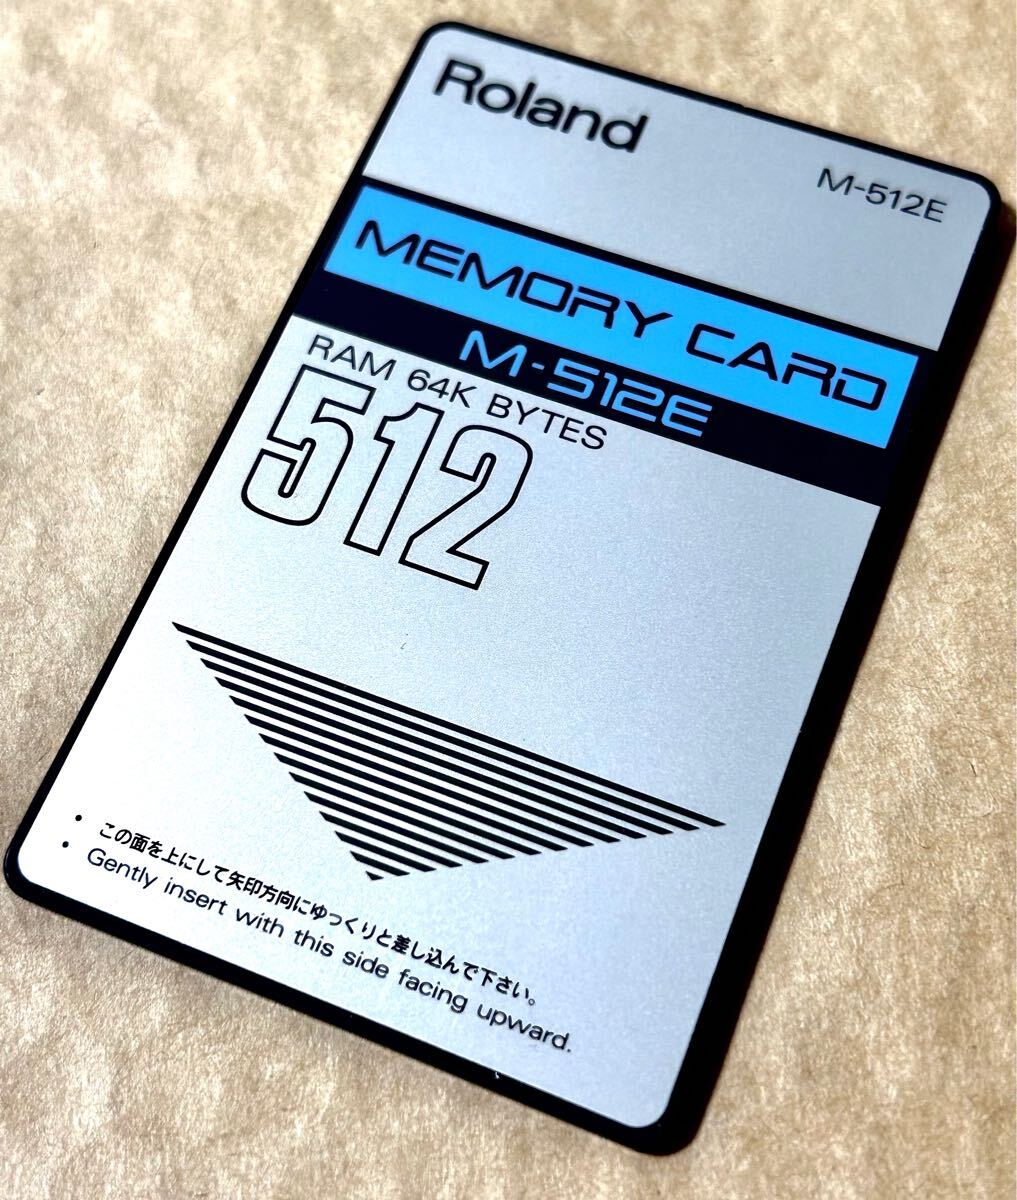 Roland
M-512E
MEMORY CARD
M-512E
RAM 64K BYTES
512
• この面を上にして矢印方向にゆっくりと差し込んで下さい。
• Gently insert with this side facing upward.